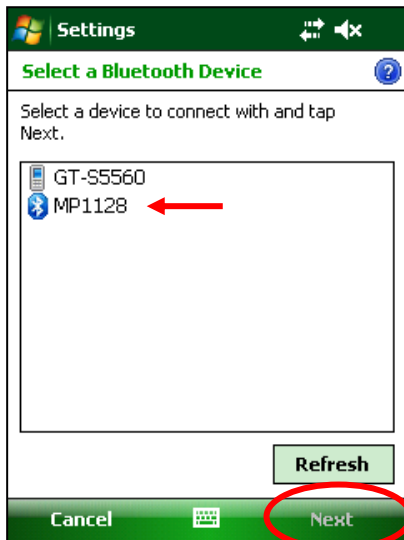 Settings
Select a Bluetooth Device
?
Select a device to connect with and tap
Next.
GT-S5560
MP1128
Refresh
Cancel
Next